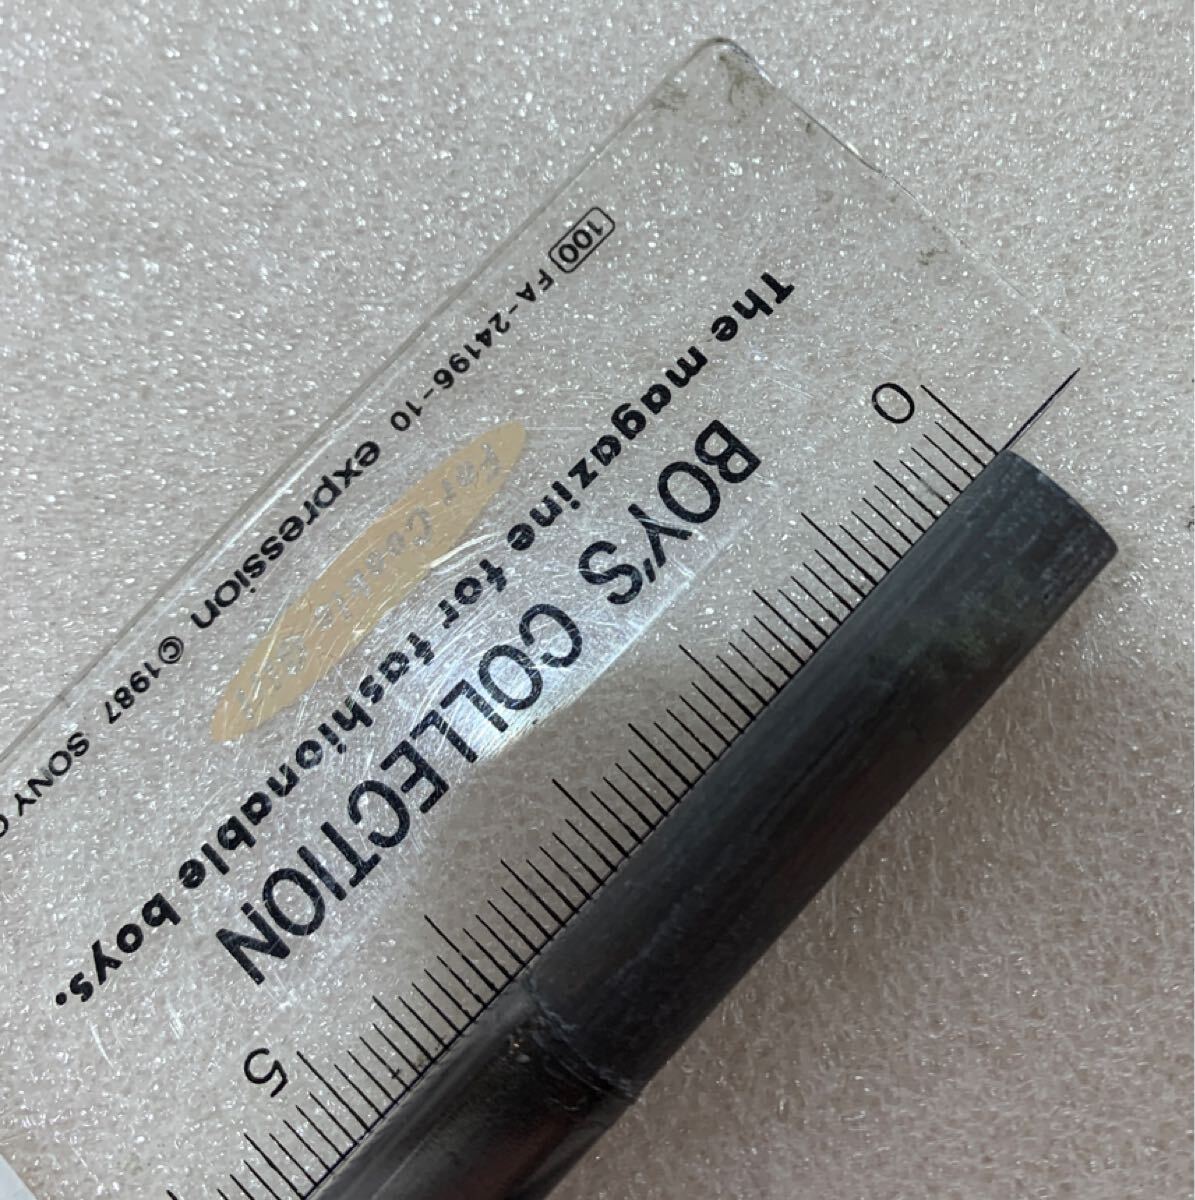 BOY'S COLLECTION
The magazine for fashionable boys.
100 FA-24196-10 expression ©1987 SONY
0
5